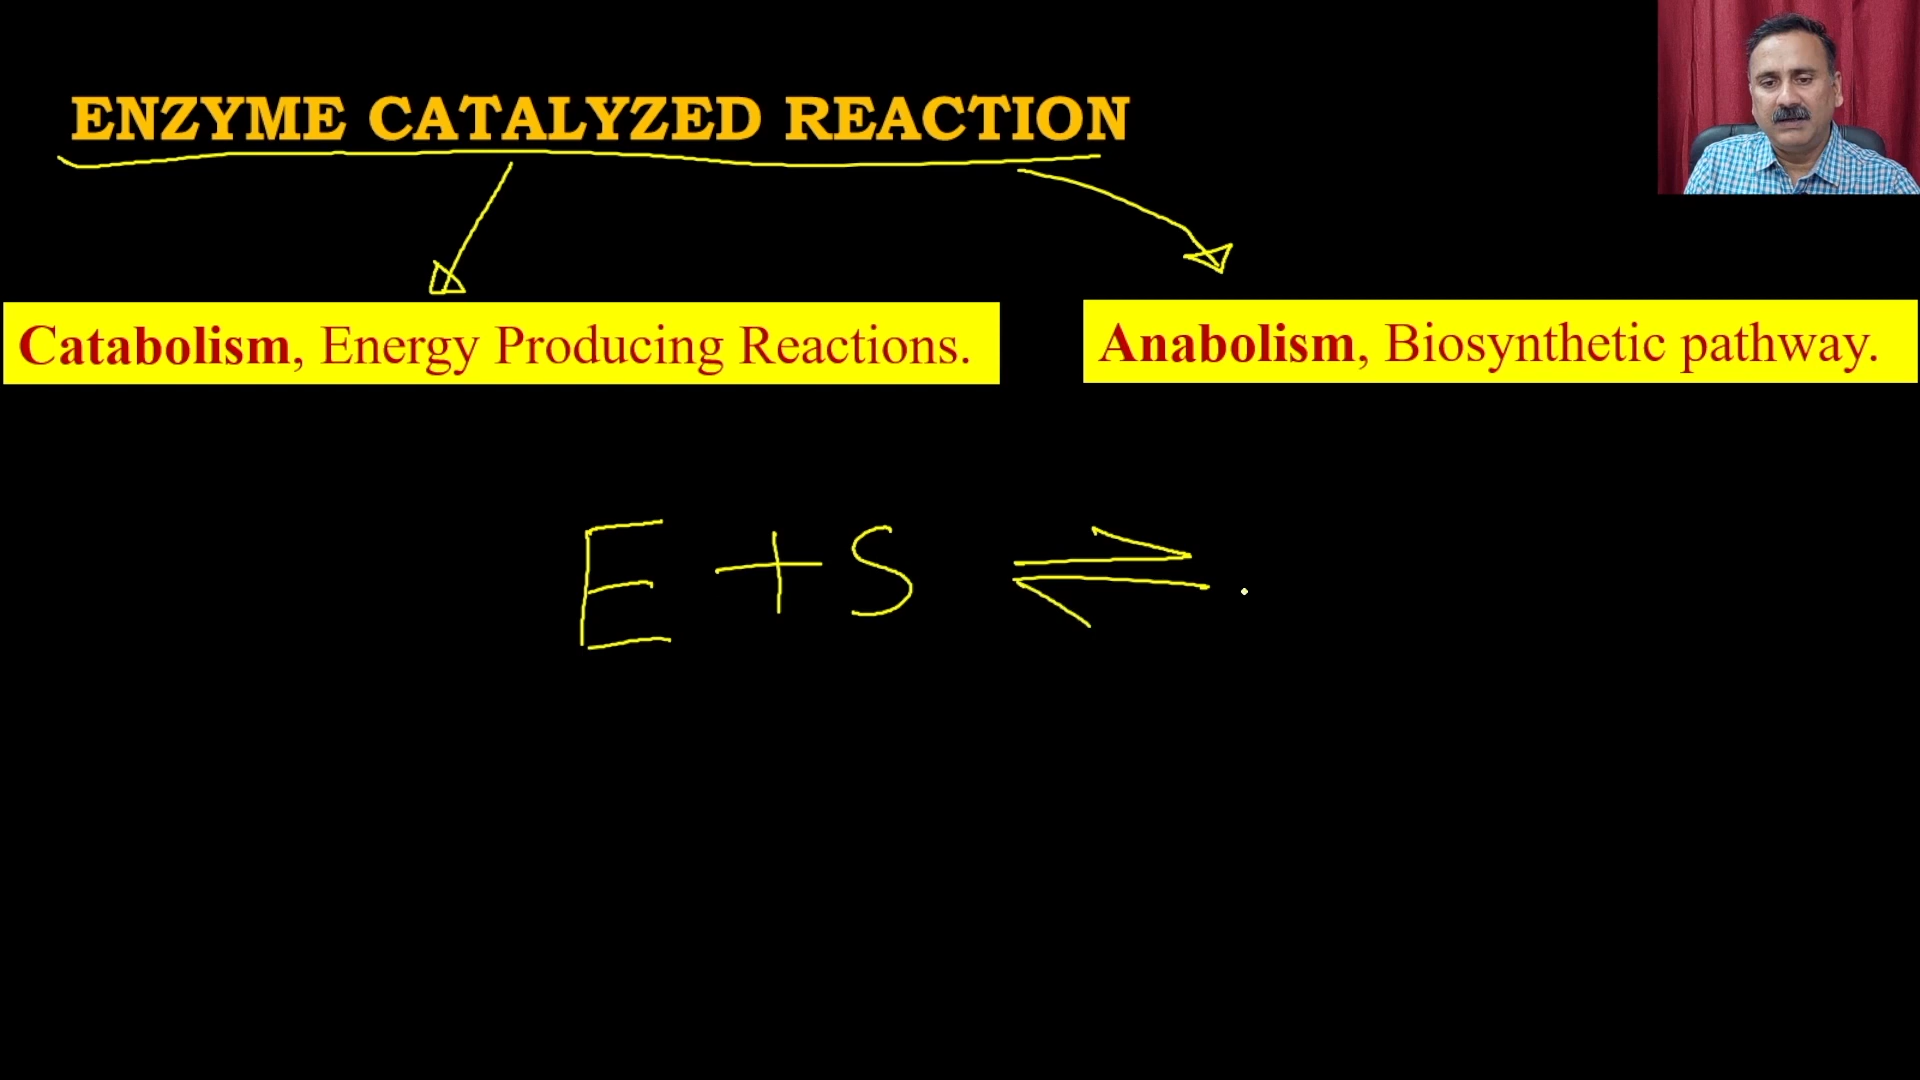 ENZYME CATALYZED REACTION
Catabolism, Energy Producing Reactions.
Anabolism, Biosynthetic pathway.
E + S ⇌